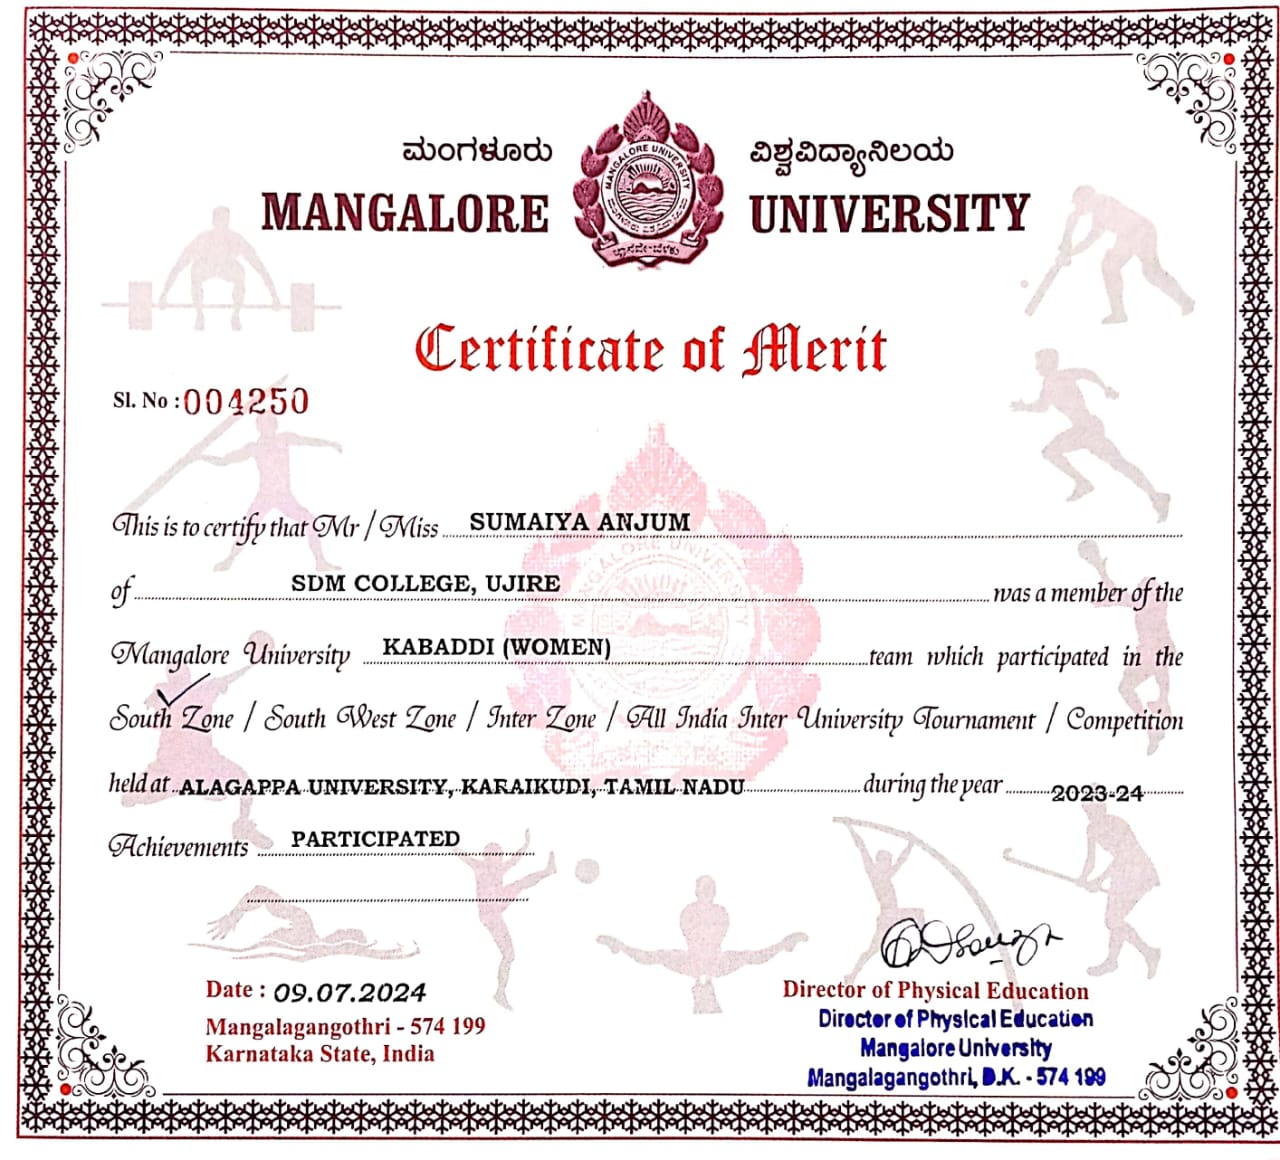 ಮಂಗಳೂರು ವಿಶ್ವವಿದ್ಯಾನಿಲಯ
MANGALORE UNIVERSITY
MANGALORE UNIVERSITY
Certificate of Merit
Sl. No : 004250
This is to certify that Mr / Miss SUMAIYA ANJUM
of SDM COLLEGE, UJIRE was a member of the
Mangalore University KABADDI (WOMEN) team which participated in the
South Zone / South West Zone / Inter Zone / All India Inter University Tournament / Competition
held at ALAGAPPA UNIVERSITY, KARAIKUDI, TAMIL NADU during the year 2023-24
Achievements PARTICIPATED
Date : 09.07.2024
Mangalagangothri - 574 199
Karnataka State, India
Director of Physical Education
Director of Physical Education
Mangalore University
Mangalagangothri, D.K. - 574 199